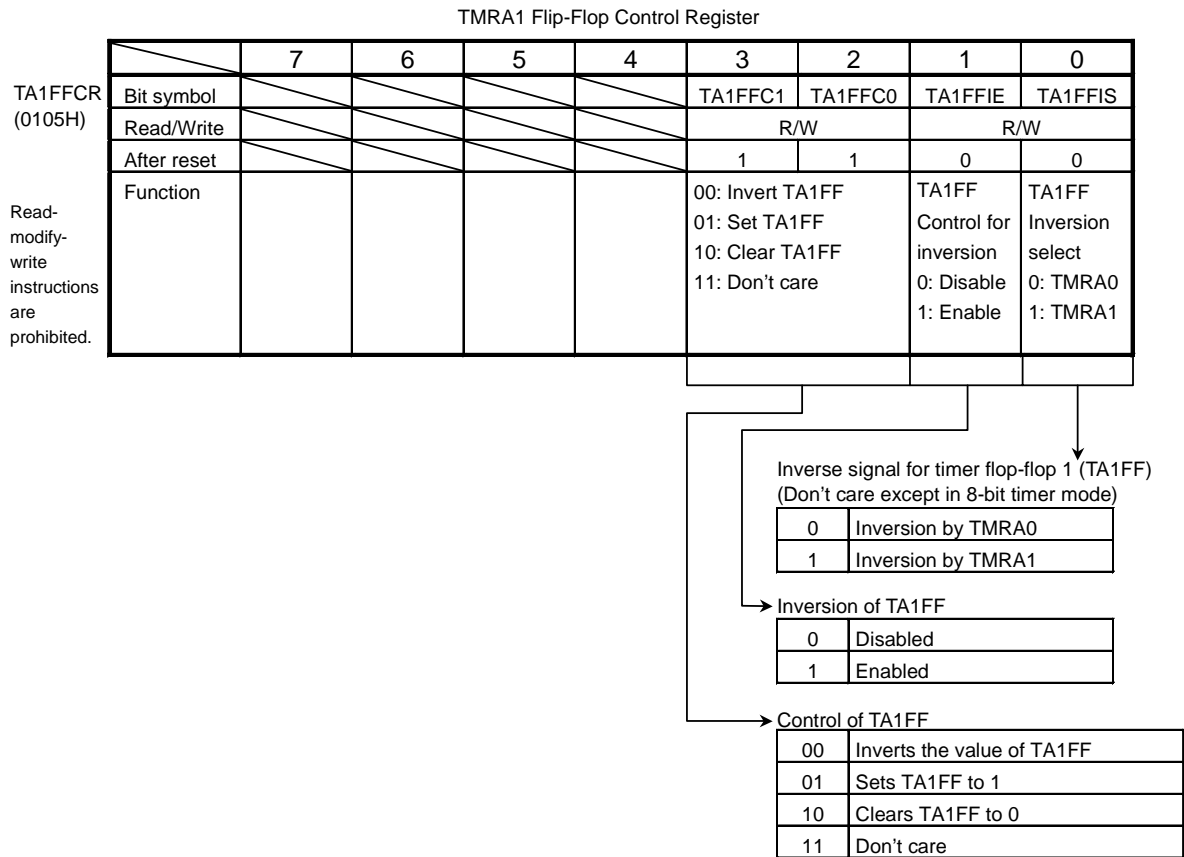 TMRA1 Flip-Flop Control Register
7 6 5 4 3 2 1 0
TA1FFCR
(0105H)
Bit symbol TA1FFC1 TA1FFC0 TA1FFIE TA1FFIS
Read/Write R/W R/W
After reset 1 1 0 0
Read-
modify-
write
instructions
are
prohibited.
Function
00: Invert TA1FF
01: Set TA1FF
10: Clear TA1FF
11: Don't care
TA1FF
Control for
inversion
0: Disable
1: Enable
TA1FF
Inversion
select
0: TMRA0
1: TMRA1
Inverse signal for timer flop-flop 1 (TA1FF)
(Don't care except in 8-bit timer mode)
0 Inversion by TMRA0
1 Inversion by TMRA1
Inversion of TA1FF
0 Disabled
1 Enabled
Control of TA1FF
00 Inverts the value of TA1FF
01 Sets TA1FF to 1
10 Clears TA1FF to 0
11 Don't care